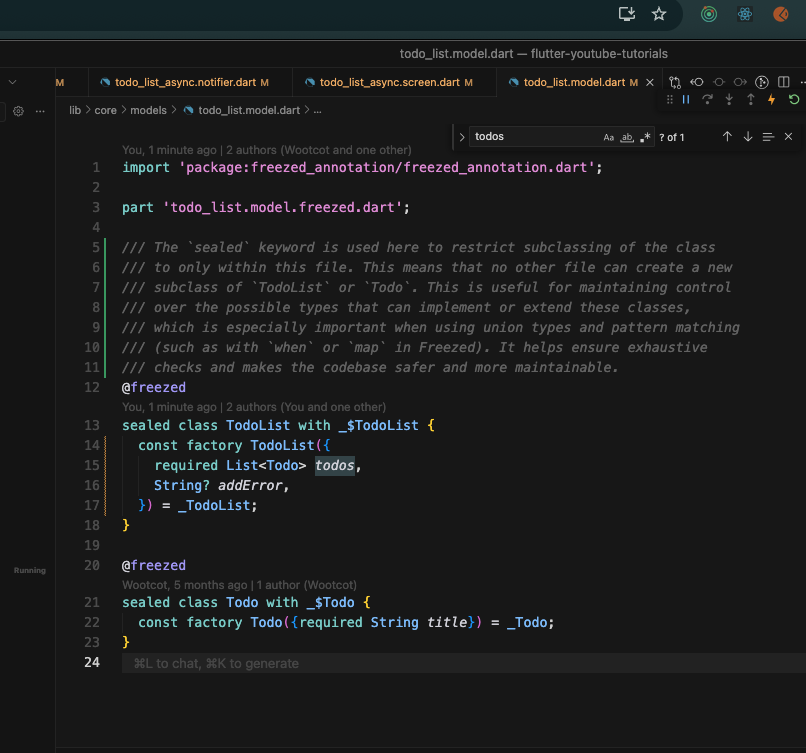 todo_list.model.dart — flutter-youtube-tutorials
M
todo_list_async.notifier.dart M
todo_list_async.screen.dart M
todo_list.model.dart M
lib > core > models > todo_list.model.dart > ...
todos
Aa ab .* ? of 1
You, 1 minute ago | 2 authors (Wootcot and one other)
1 import 'package:freezed_annotation/freezed_annotation.dart';
2
3 part 'todo_list.model.freezed.dart';
4
5 /// The `sealed` keyword is used here to restrict subclassing of the class
6 /// to only within this file. This means that no other file can create a new
7 /// subclass of `TodoList` or `Todo`. This is useful for maintaining control
8 /// over the possible types that can implement or extend these classes,
9 /// which is especially important when using union types and pattern matching
10 /// (such as with `when` or `map` in Freezed). It helps ensure exhaustive
11 /// checks and makes the codebase safer and more maintainable.
12 @freezed
You, 1 minute ago | 2 authors (You and one other)
13 sealed class TodoList with _$TodoList {
14 const factory TodoList({
15 required List<Todo> todos,
16 String? addError,
17 }) = _TodoList;
18 }
19
20 @freezed
Wootcot, 5 months ago | 1 author (Wootcot)
21 sealed class Todo with _$Todo {
22 const factory Todo({required String title}) = _Todo;
23 }
24 ⌘L to chat, ⌘K to generate
Running